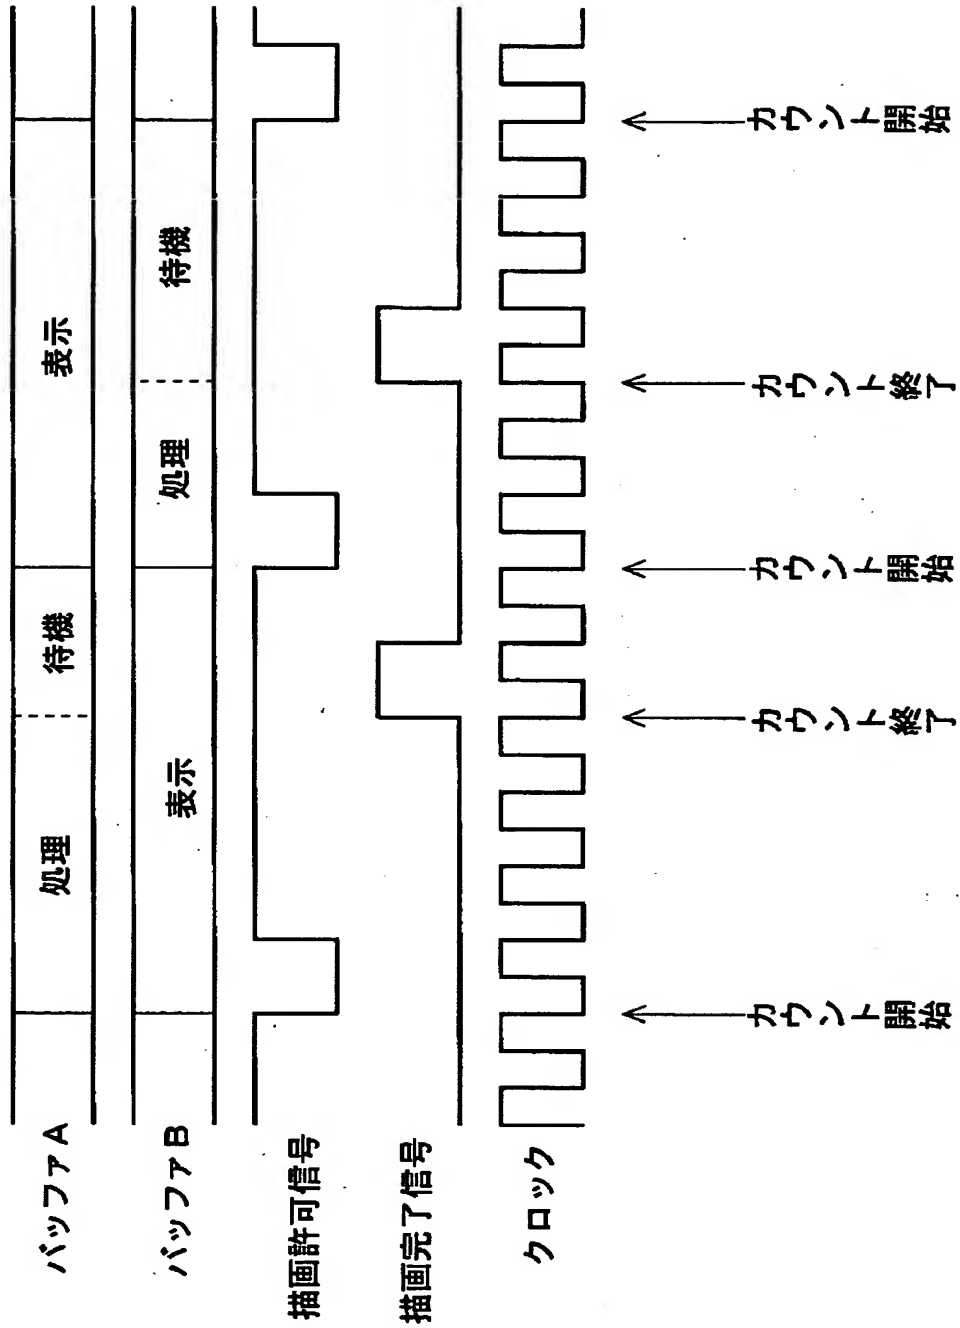 バッファA
処理
待機
表示
バッファB
表示
処理
待機
描画許可信号
描画完了信号
クロック
カウント開始
カウント終了
カウント開始
カウント終了
カウント開始